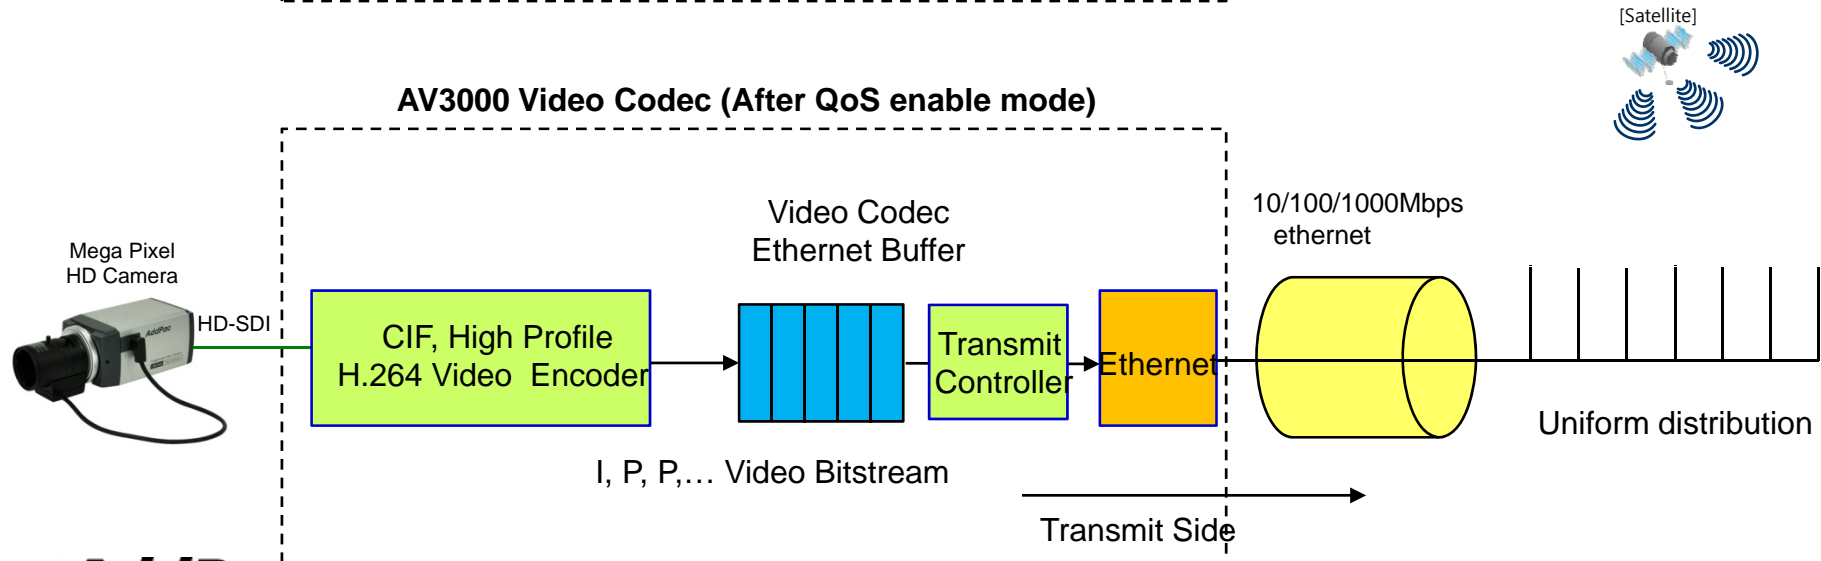 [Satellite]
AV3000 Video Codec (After QoS enable mode)
10/100/1000Mbps
ethernet
Video Codec
Ethernet Buffer
Mega Pixel
HD Camera
AddPac
HD-SDI
CIF, High Profile
H.264 Video Encoder
Transmit
Controller
Ethernet
Uniform distribution
I, P, P,... Video Bitstream
Transmit Side